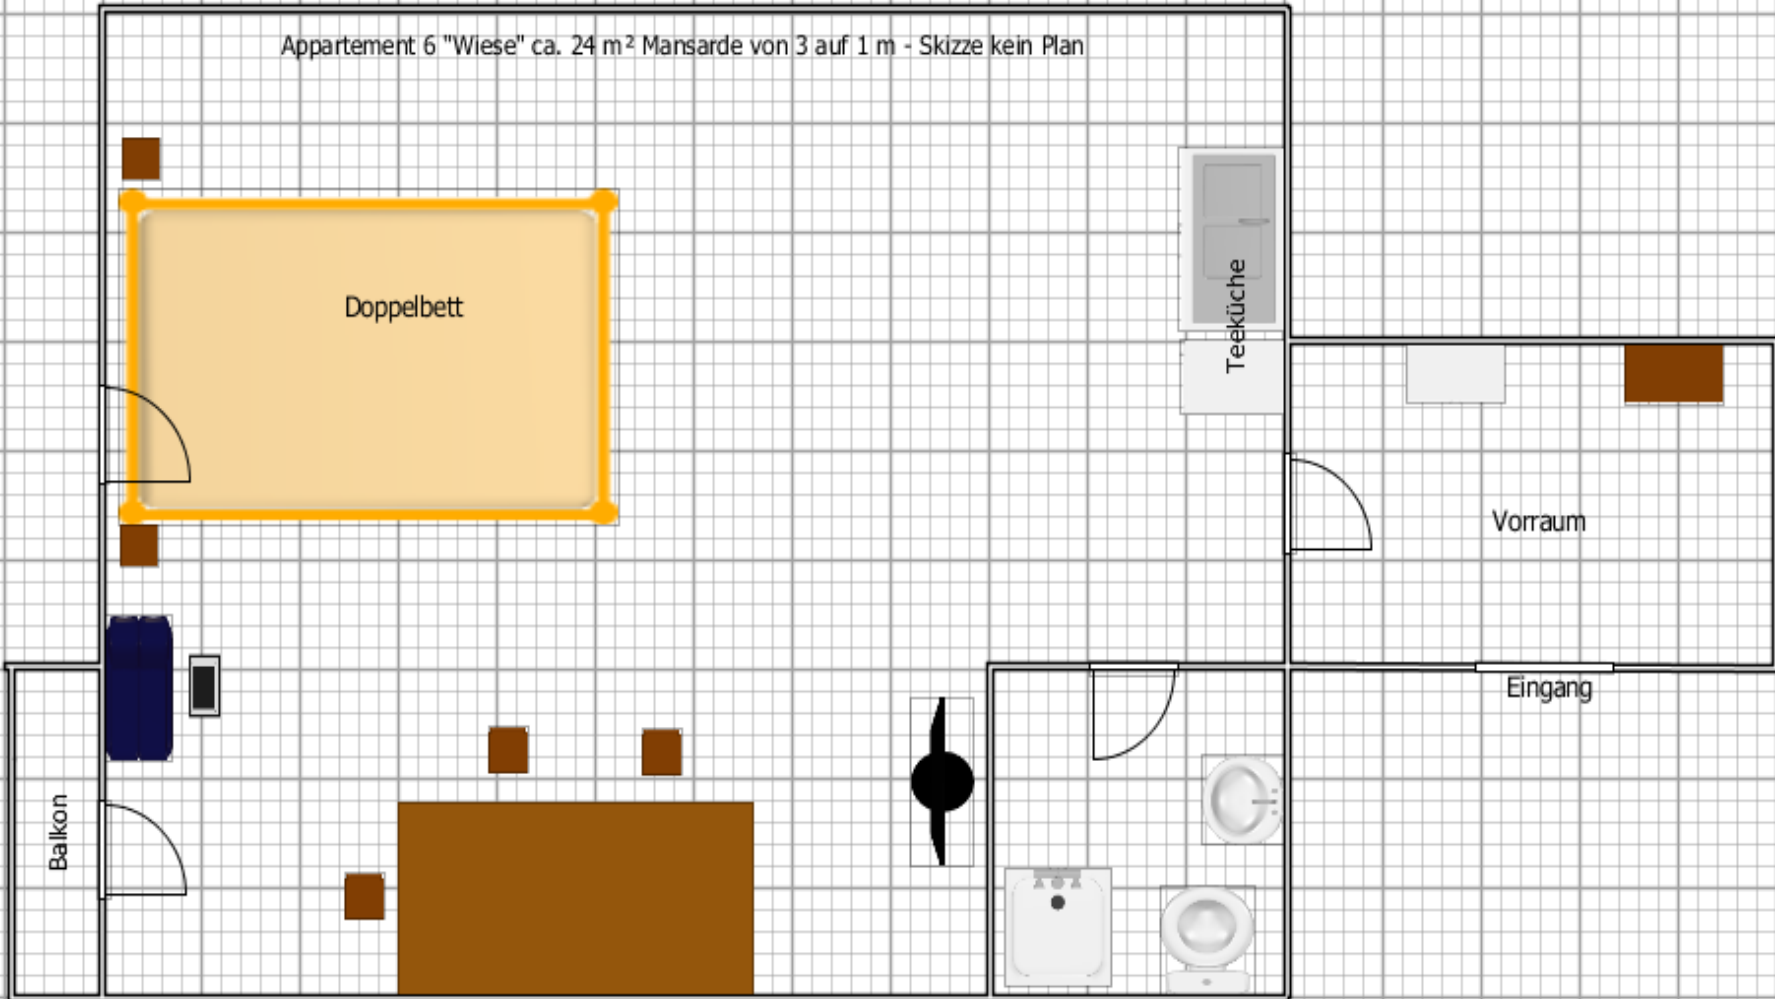 Appartement 6 "Wiese" ca. 24 m² Mansarde von 3 auf 1 m - Skizze kein Plan
Doppelbett
Teeküche
Vorraum
Eingang
Balkon